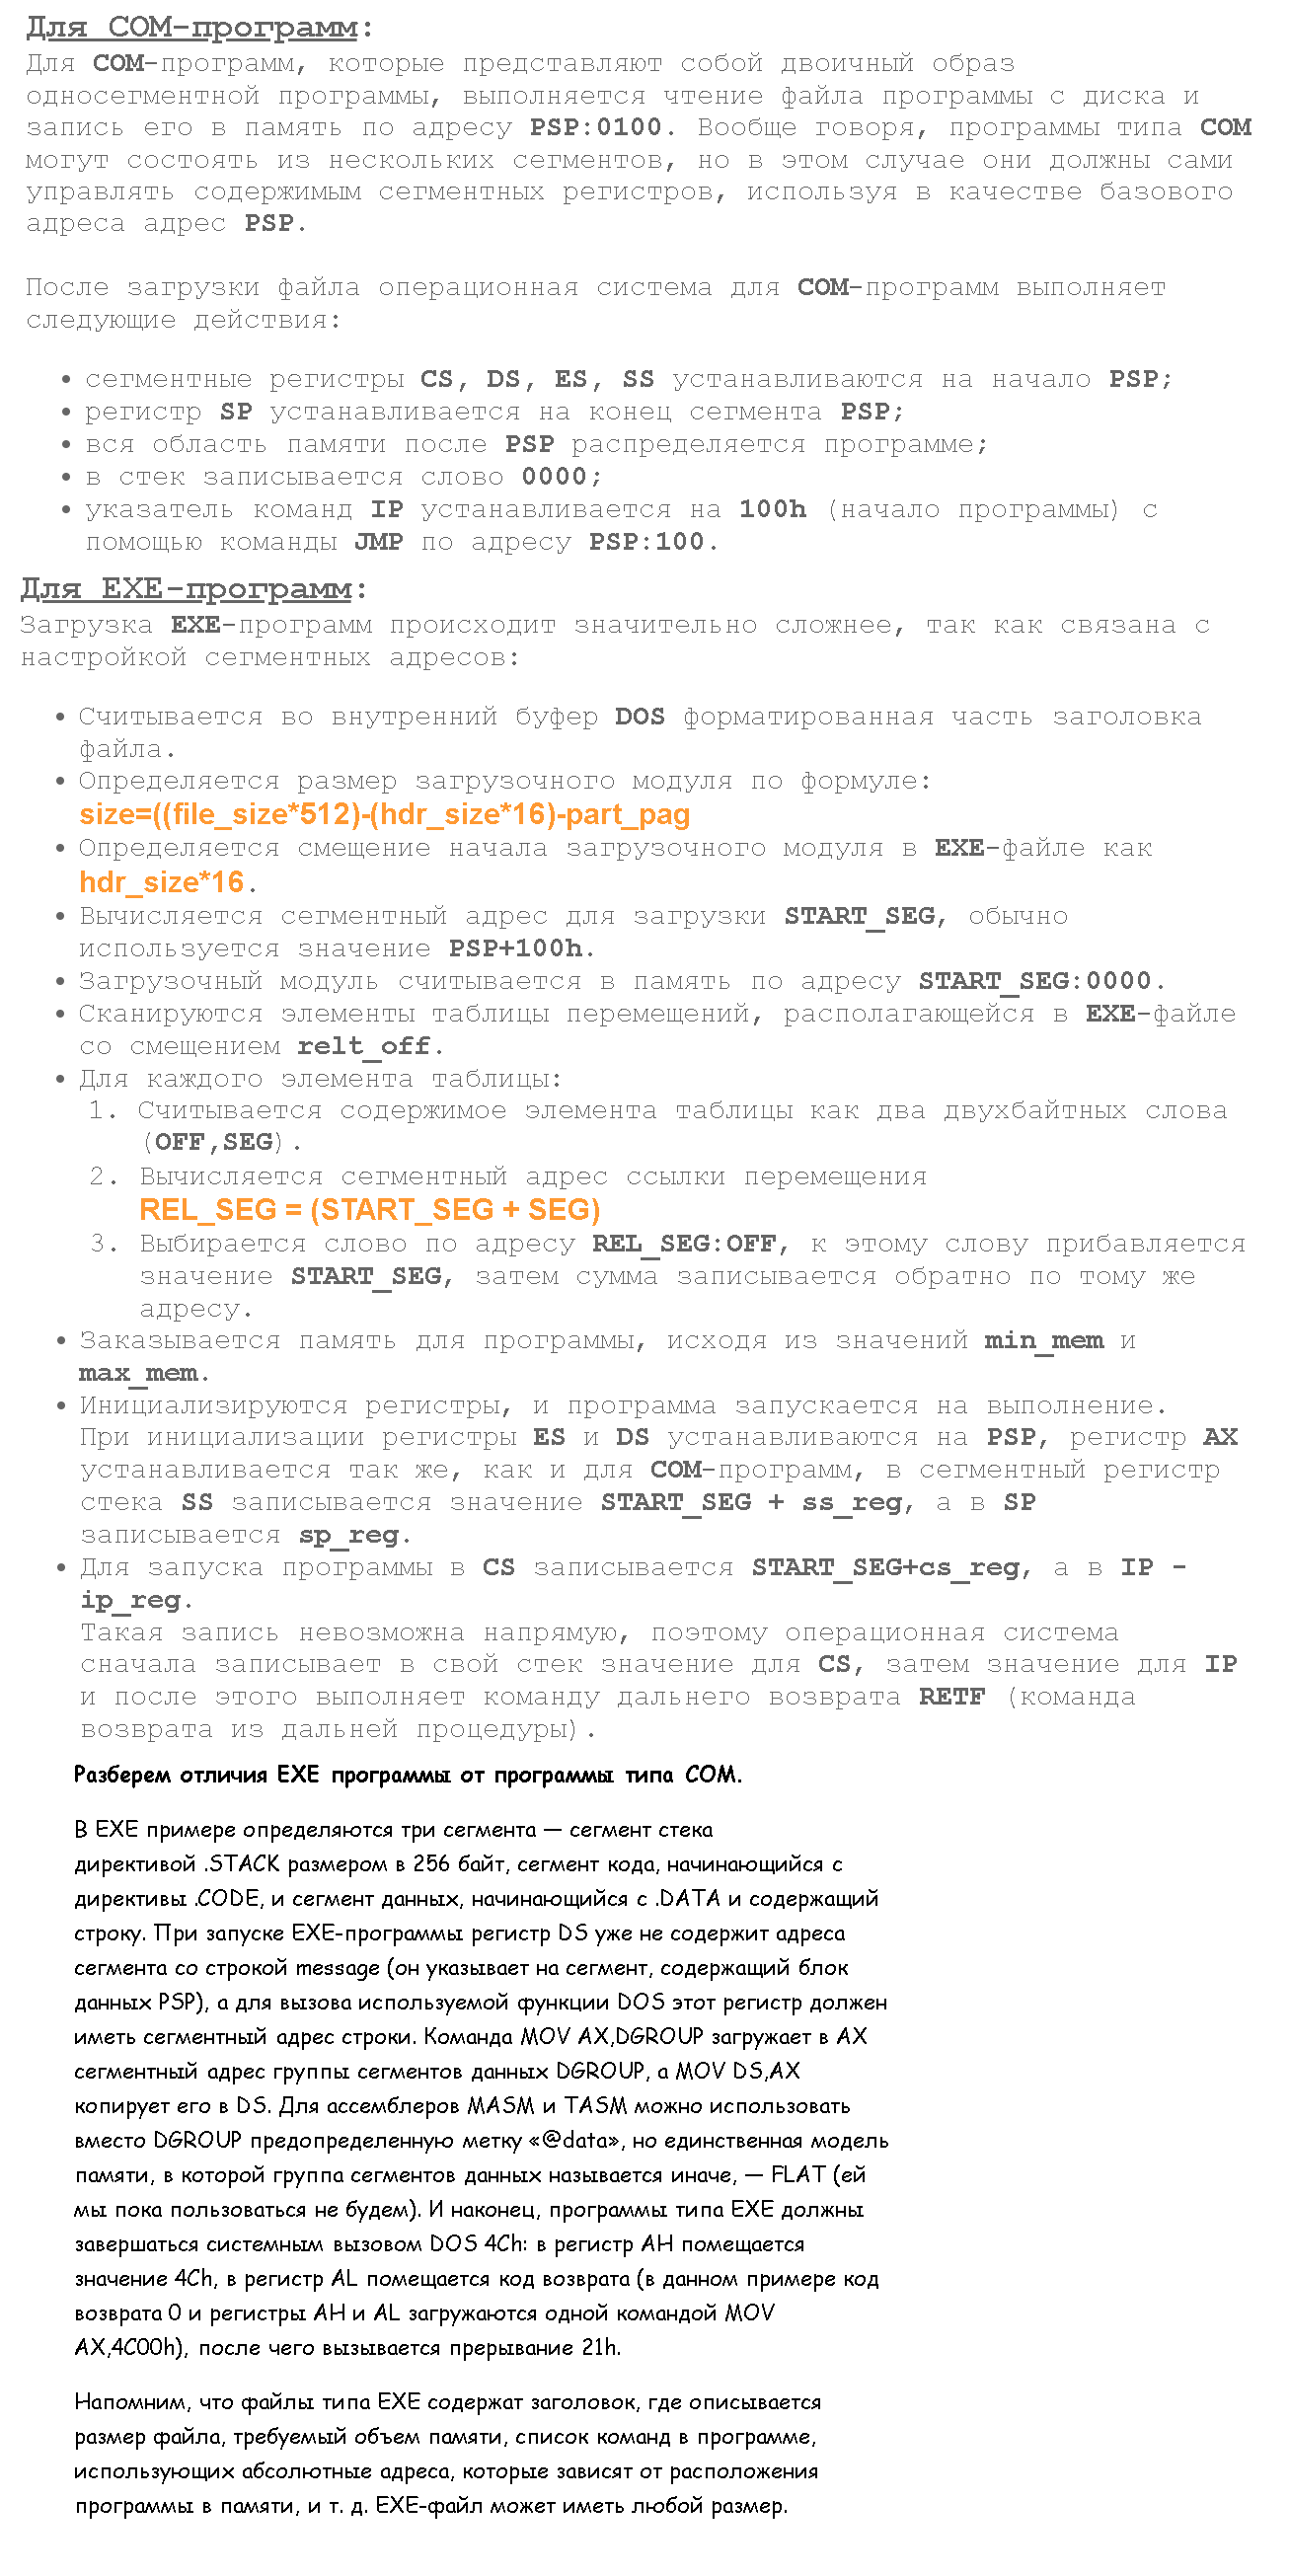 Для COM-программ:
Для COM-программ, которые представляют собой двоичный образ
односегментной программы, выполняется чтение файла программы с диска и
запись его в память по адресу PSP:0100. Вообще говоря, программы типа COM
могут состоять из нескольких сегментов, но в этом случае они должны сами
управлять содержимым сегментных регистров, используя в качестве базового
адреса адрес PSP.
После загрузки файла операционная система для COM-программ выполняет
следующие действия:
• сегментные регистры CS, DS, ES, SS устанавливаются на начало PSP;
• регистр SP устанавливается на конец сегмента PSP;
• вся область памяти после PSP распределяется программе;
• в стек записывается слово 0000;
• указатель команд IP устанавливается на 100h (начало программы) с
помощью команды JMP по адресу PSP:100.
Для EXE-программ:
Загрузка EXE-программ происходит значительно сложнее, так как связана с
настройкой сегментных адресов:
• Считывается во внутренний буфер DOS форматированная часть заголовка
файла.
• Определяется размер загрузочного модуля по формуле:
size=((file_size*512)-(hdr_size*16)-part_pag
• Определяется смещение начала загрузочного модуля в EXE-файле как
hdr_size*16.
• Вычисляется сегментный адрес для загрузки START_SEG, обычно
используется значение PSP+100h.
• Загрузочный модуль считывается в память по адресу START_SEG:0000.
• Сканируются элементы таблицы перемещений, располагающейся в EXE-файле
со смещением relt_off.
• Для каждого элемента таблицы:
1. Считывается содержимое элемента таблицы как два двухбайтных слова
(OFF,SEG).
2. Вычисляется сегментный адрес ссылки перемещения
REL_SEG = (START_SEG + SEG)
3. Выбирается слово по адресу REL_SEG:OFF, к этому слову прибавляется
значение START_SEG, затем сумма записывается обратно по тому же
адресу.
• Заказывается память для программы, исходя из значений min_mem и
max_mem.
• Инициализируются регистры, и программа запускается на выполнение.
При инициализации регистры ES и DS устанавливаются на PSP, регистр AX
устанавливается так же, как и для COM-программ, в сегментный регистр
стека SS записывается значение START_SEG + ss_reg, а в SP
записывается sp_reg.
• Для запуска программы в CS записывается START_SEG+cs_reg, а в IP -
ip_reg.
Такая запись невозможна напрямую, поэтому операционная система
сначала записывает в свой стек значение для CS, затем значение для IP
и после этого выполняет команду дальнего возврата RETF (команда
возврата из дальней процедуры).
Разберем отличия EXE программы от программы типа COM.
В EXE примере определяются три сегмента — сегмент стека
директивой .STACK размером в 256 байт, сегмент кода, начинающийся с
директивы .CODE, и сегмент данных, начинающийся с .DATA и содержащий
строку. При запуске EXE-программы регистр DS уже не содержит адреса
сегмента со строкой message (он указывает на сегмент, содержащий блок
данных PSP), а для вызова используемой функции DOS этот регистр должен
иметь сегментный адрес строки. Команда MOV AX,DGROUP загружает в AX
сегментный адрес группы сегментов данных DGROUP, а MOV DS,AX
копирует его в DS. Для ассемблеров MASM и TASM можно использовать
вместо DGROUP предопределенную метку «@data», но единственная модель
памяти, в которой группа сегментов данных называется иначе, — FLAT (ей
мы пока пользоваться не будем). И наконец, программы типа EXE должны
завершаться системным вызовом DOS 4Ch: в регистр AH помещается
значение 4Ch, в регистр AL помещается код возврата (в данном примере код
возврата 0 и регистры AH и AL загружаются одной командой MOV
AX,4C00h), после чего вызывается прерывание 21h.
Напомним, что файлы типа EXE содержат заголовок, где описывается
размер файла, требуемый объем памяти, список команд в программе,
использующих абсолютные адреса, которые зависят от расположения
программы в памяти, и т. д. EXE-файл может иметь любой размер.